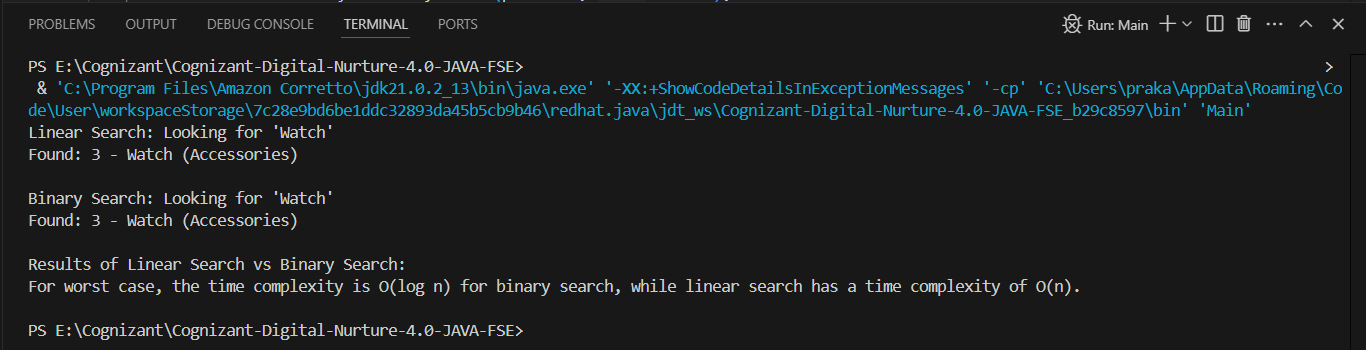 PROBLEMS OUTPUT DEBUG CONSOLE TERMINAL PORTS Run: Main
PS E:\Cognizant\Cognizant-Digital-Nurture-4.0-JAVA-FSE>
& 'C:\Program Files\Amazon Corretto\jdk21.0.2_13\bin\java.exe' '-XX:+ShowCodeDetailsInExceptionMessages' '-cp' 'C:\Users\praka\AppData\Roaming\Co
de\User\workspaceStorage\7c28e9bd6be1ddc32893da45b5cb9b46\redhat.java\jdt_ws\Cognizant-Digital-Nurture-4.0-JAVA-FSE_b29c8597\bin' 'Main'
Linear Search: Looking for 'Watch'
Found: 3 - Watch (Accessories)
Binary Search: Looking for 'Watch'
Found: 3 - Watch (Accessories)
Results of Linear Search vs Binary Search:
For worst case, the time complexity is O(log n) for binary search, while linear search has a time complexity of O(n).
PS E:\Cognizant\Cognizant-Digital-Nurture-4.0-JAVA-FSE>